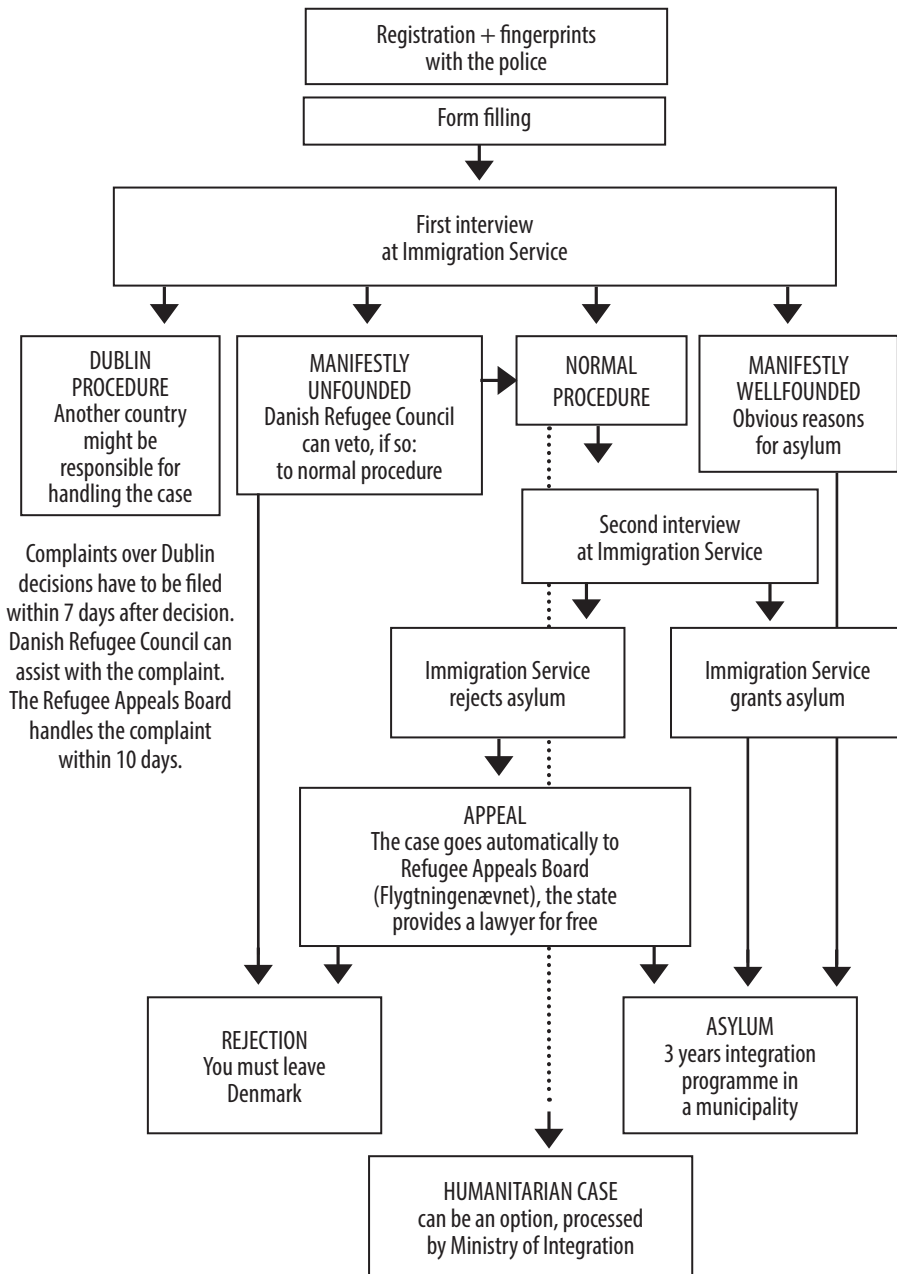 Registration + fingerprints
with the police
Form filling
First interview
at Immigration Service
DUBLIN
PROCEDURE
Another country
might be
responsible for
handling the case
MANIFESTLY
UNFOUNDED
Danish Refugee Council
can veto, if so:
to normal procedure
NORMAL
PROCEDURE
MANIFESTLY
WELLFOUNDED
Obvious reasons
for asylum
Second interview
at Immigration Service
Complaints over Dublin
decisions have to be filed
within 7 days after decision.
Danish Refugee Council can
assist with the complaint.
The Refugee Appeals Board
handles the complaint
within 10 days.
Immigration Service
rejects asylum
Immigration Service
grants asylum
APPEAL
The case goes automatically to
Refugee Appeals Board
(Flygtningenævnet), the state
provides a lawyer for free
REJECTION
You must leave
Denmark
ASYLUM
3 years integration
programme in
a municipality
HUMANITARIAN CASE
can be an option, processed
by Ministry of Integration